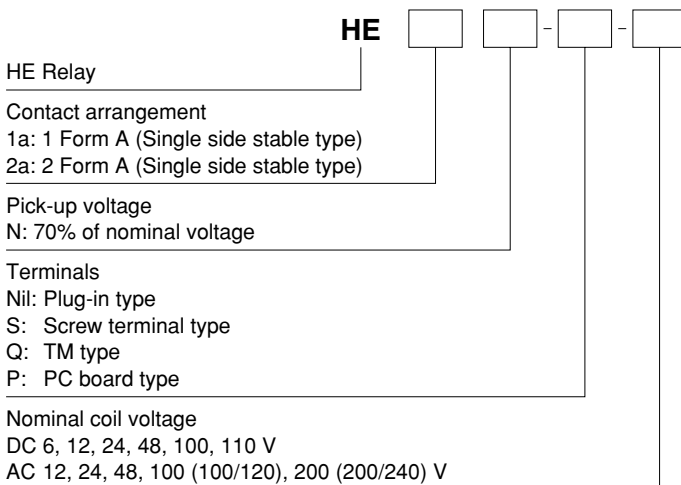 HE - -
HE Relay
Contact arrangement
1a: 1 Form A (Single side stable type)
2a: 2 Form A (Single side stable type)
Pick-up voltage
N: 70% of nominal voltage
Terminals
Nil: Plug-in type
S: Screw terminal type
Q: TM type
P: PC board type
Nominal coil voltage
DC 6, 12, 24, 48, 100, 110 V
AC 12, 24, 48, 100 (100/120), 200 (200/240) V